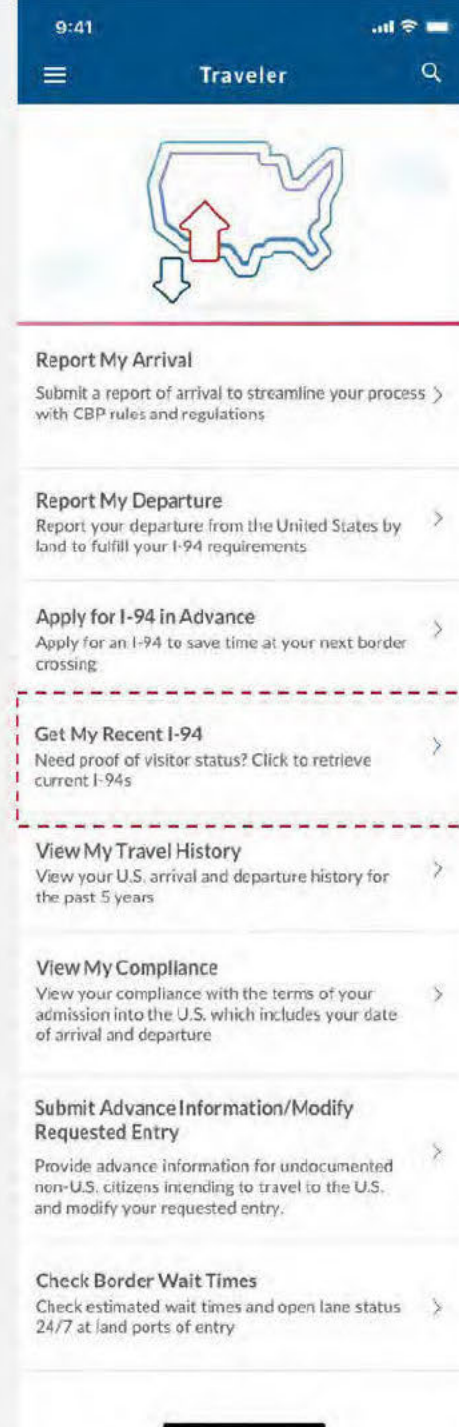 9:41
Traveler
Report My Arrival
Submit a report of arrival to streamline your process
with CBP rules and regulations
Report My Departure
Report your departure from the United States by
land to fulfill your I-94 requirements
Apply for I-94 in Advance
Apply for an I-94 to save time at your next border
crossing
Get My Recent I-94
Need proof of visitor status? Click to retrieve
current I-94s
View My Travel History
View your U.S. arrival and departure history for
the past 5 years
View My Compliance
View your compliance with the terms of your
admission into the U.S. which includes your date
of arrival and departure
Submit Advance Information/Modify
Requested Entry
Provide advance information for undocumented
non-U.S. citizens intending to travel to the U.S.
and modify your requested entry.
Check Border Wait Times
Check estimated wait times and open lane status
24/7 at land ports of entry